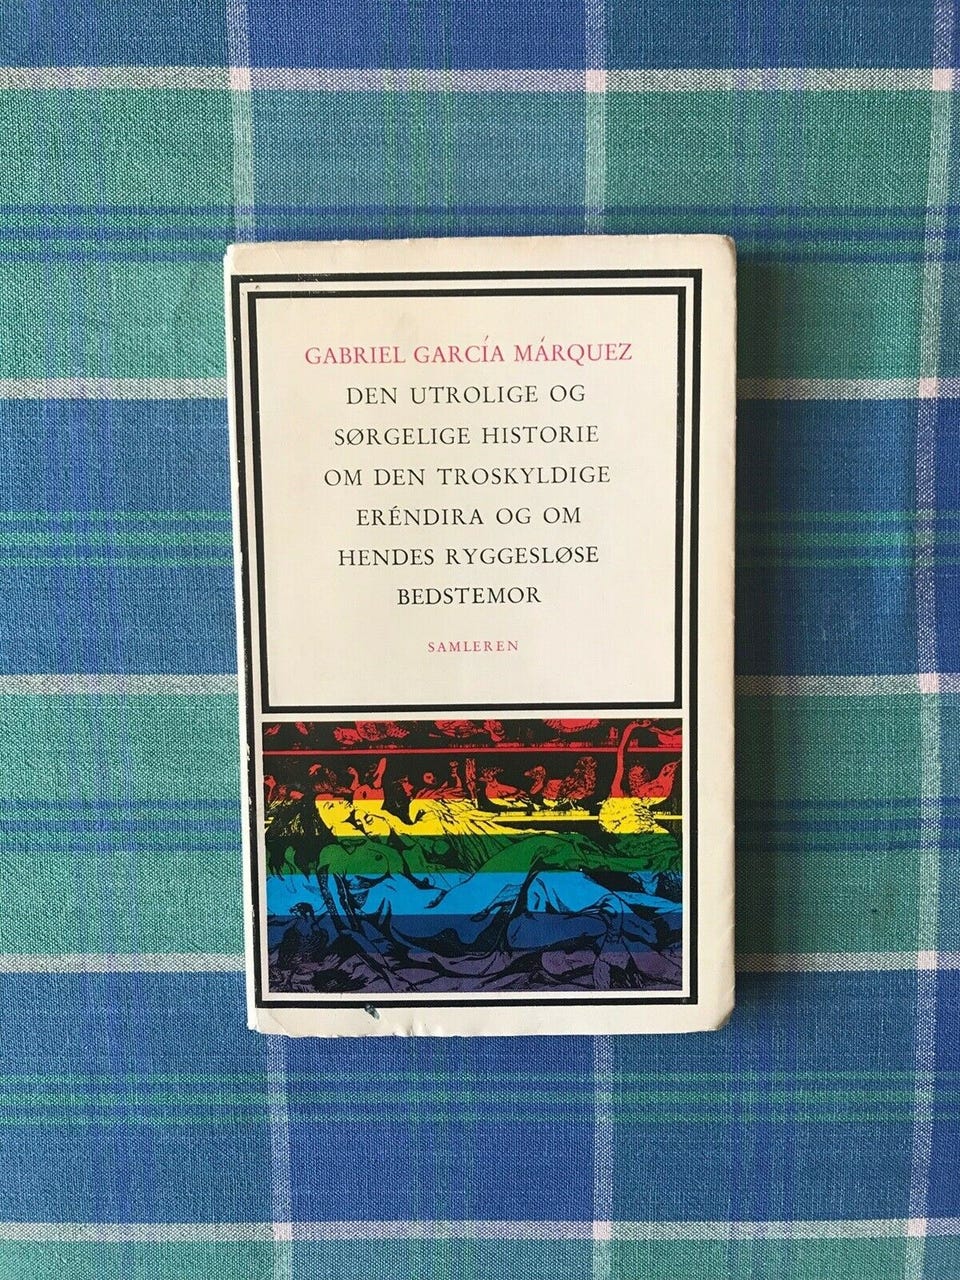 GABRIEL GARCÍA MÁRQUEZ
DEN UTROLIGE OG
SØRGELIGE HISTORIE
OM DEN TROSKYLDIGE
ERÉNDIRA OG OM
HENDES RYGGESLØSE
BEDSTEMOR
SAMLEREN